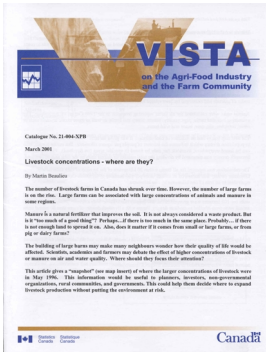 VISTA
on the Agri-Food Industry
and the Farm Community
Catalogue No. 21-004-XPB
March 2001
Livestock concentrations - where are they?
By Martin Beaulieu
The number of livestock farms in Canada has shrunk over time. However, the number of large farms
is on the rise. Large farms can be associated with large concentrations of animals and manure in
some regions.
Manure is a natural fertilizer that improves the soil. It is not always considered a waste product. But
is it "too much of a good thing"? Perhaps...if there is too much in the same place. Probably... if there
is not enough land to spread it on. Also, does it matter if it comes from small or large farms, or from
pig or dairy farms?
The building of large barns may make many neighbours wonder how their quality of life would be
affected. Scientists, academics and farmers may debate the effect of higher concentrations of livestock
or manure on air and water quality. Where should they focus their attention?
This article gives a "snapshot" (see map insert) of where the larger concentrations of livestock were
in May 1996. This information would be useful to planners, investors, non-governmental
organizations, rural communities, and governments. This could help them decide where to expand
livestock production without putting the environment at risk.
Statistics Statistique
Canada Canada
Canada